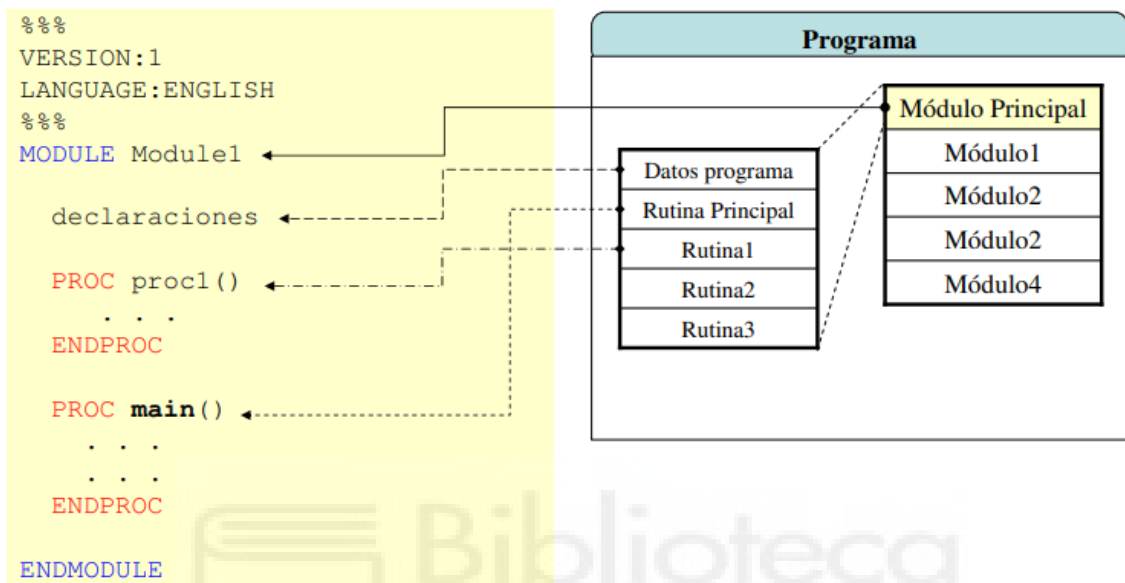 %%%
VERSION:1
LANGUAGE:ENGLISH
%%%
MODULE Module1
declaraciones
PROC proc1()
. . .
ENDPROC
PROC main()
. . .
. . .
ENDPROC
ENDMODULE
Programa
Módulo Principal
Módulo1
Módulo2
Módulo2
Módulo4
Datos programa
Rutina Principal
Rutina1
Rutina2
Rutina3
Biblioteca